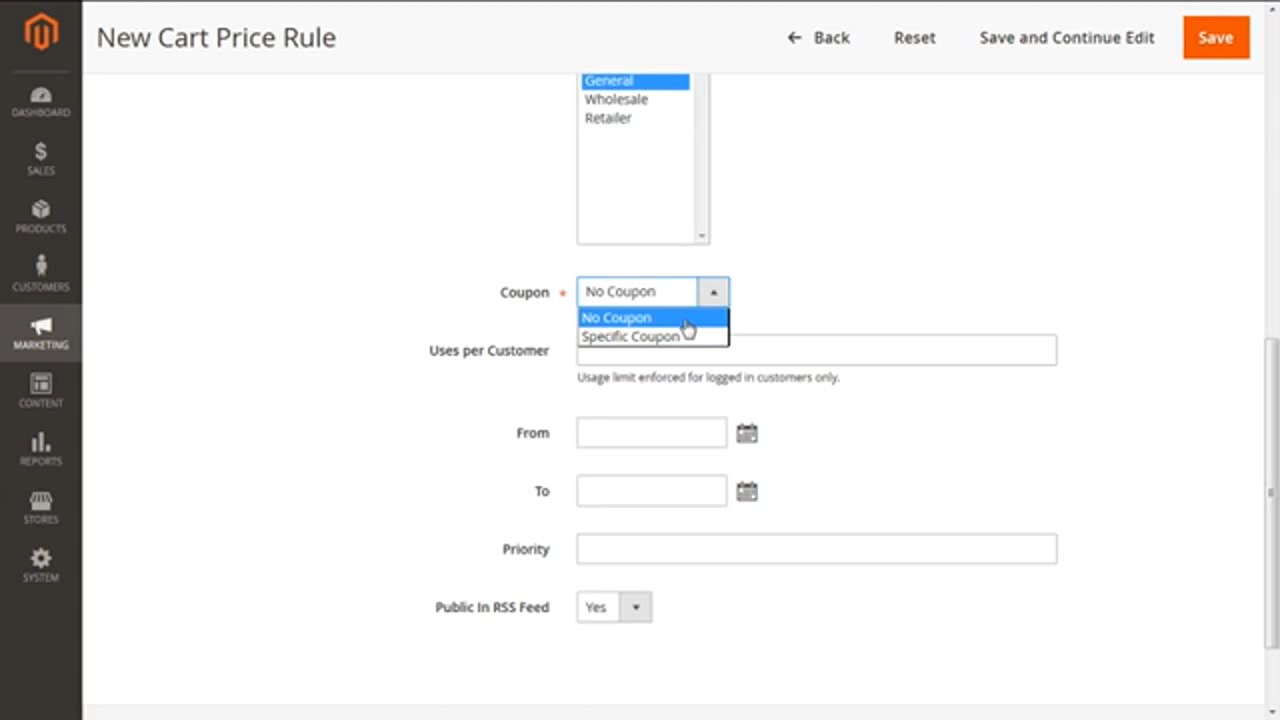 New Cart Price Rule
Back
Reset
Save and Continue Edit
Save
DASHBOARD
SALES
PRODUCTS
CUSTOMERS
MARKETING
CONTENT
REPORTS
STORES
SYSTEM
General
Wholesale
Retailer
Coupon * No Coupon
No Coupon
Specific Coupon
Uses per Customer
Usage limit enforced for logged in customers only.
From
To
Priority
Public In RSS Feed Yes